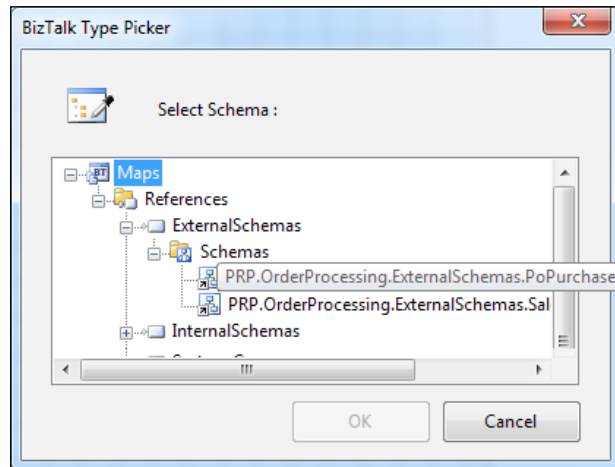 BizTalk Type Picker
Select Schema :
BT Maps
References
ExternalSchemas
Schemas
PRP.OrderProcessing.ExternalSchemas.PoPurchase
PRP.OrderProcessing.ExternalSchemas.Sal
InternalSchemas
OK
Cancel